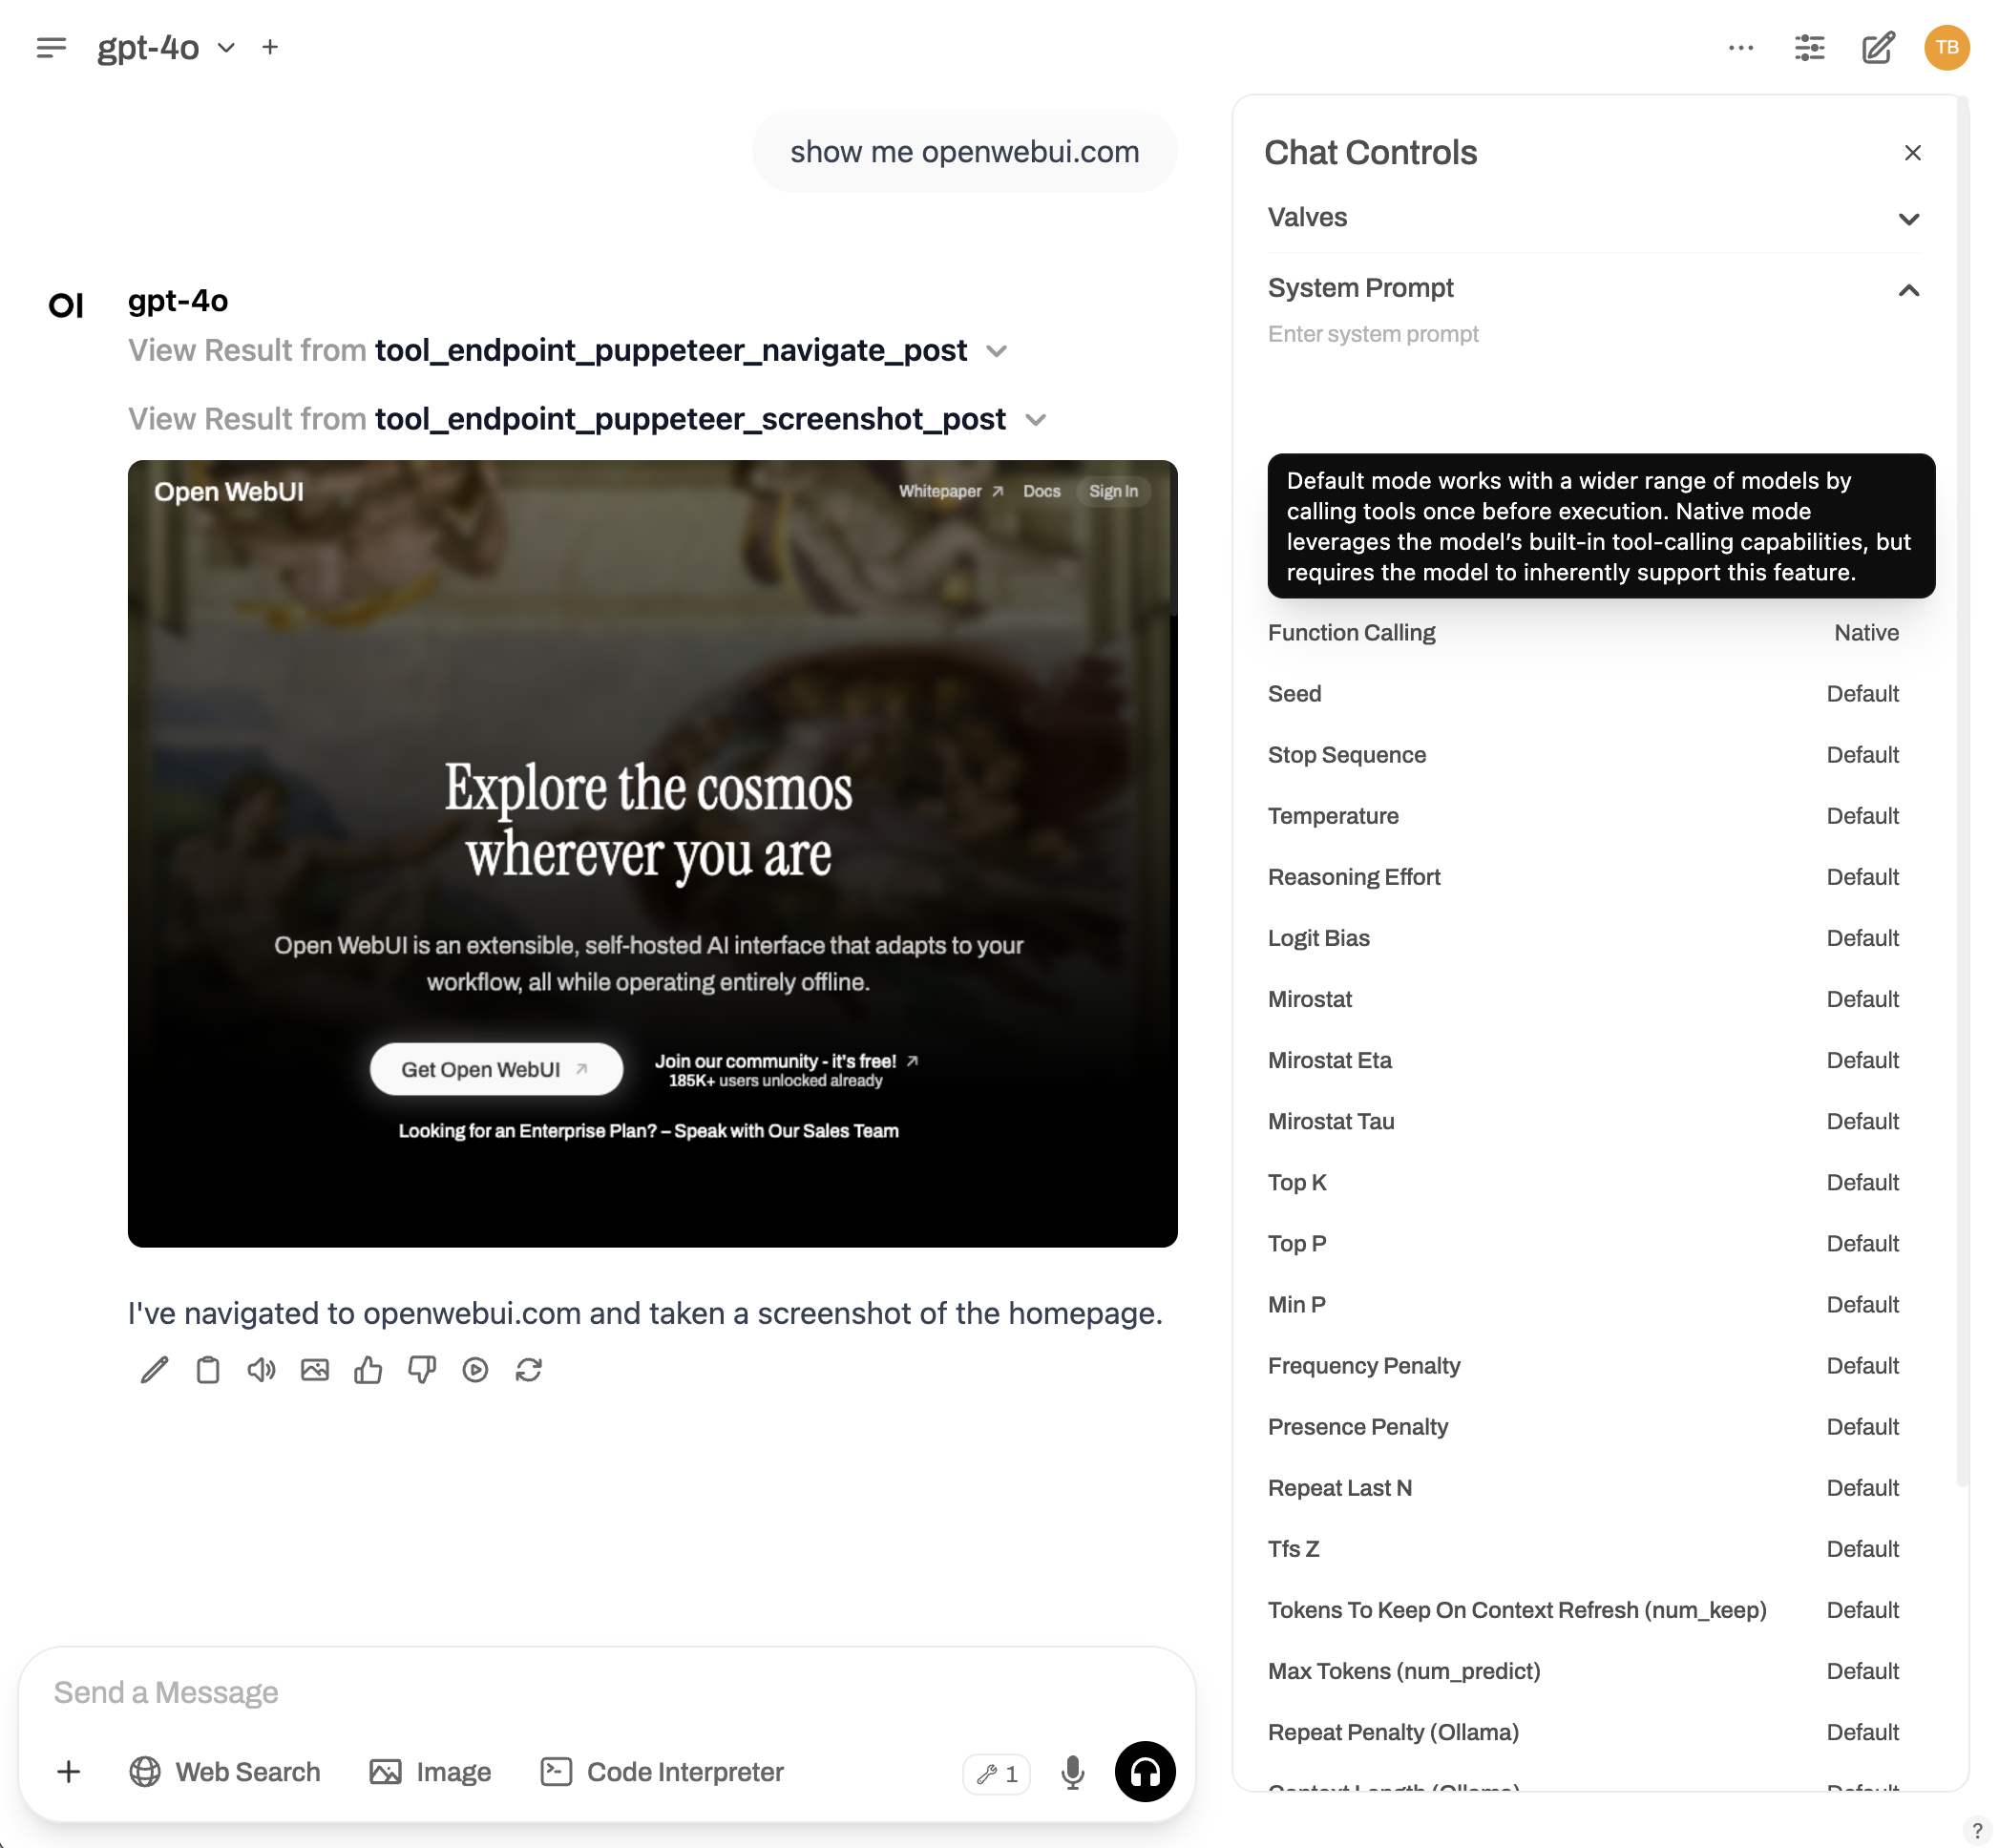 gpt-4o
TB
show me openwebui.com
OI
gpt-4o
View Result from tool_endpoint_puppeteer_navigate_post
View Result from tool_endpoint_puppeteer_screenshot_post
Open WebUI
Whitepaper ↗ Docs Sign In
Explore the cosmos
wherever you are
Open WebUI is an extensible, self-hosted AI interface that adapts to your
workflow, all while operating entirely offline.
Get Open WebUI ↗
Join our community - it's free! ↗
185K+ users unlocked already
Looking for an Enterprise Plan? – Speak with Our Sales Team
I've navigated to openwebui.com and taken a screenshot of the homepage.
Send a Message
Web Search
Image
Code Interpreter
1
Chat Controls
Valves
System Prompt
Enter system prompt
Default mode works with a wider range of models by
calling tools once before execution. Native mode
leverages the model’s built-in tool-calling capabilities, but
requires the model to inherently support this feature.
Function Calling Native
Seed Default
Stop Sequence Default
Temperature Default
Reasoning Effort Default
Logit Bias Default
Mirostat Default
Mirostat Eta Default
Mirostat Tau Default
Top K Default
Top P Default
Min P Default
Frequency Penalty Default
Presence Penalty Default
Repeat Last N Default
Tfs Z Default
Tokens To Keep On Context Refresh (num_keep) Default
Max Tokens (num_predict) Default
Repeat Penalty (Ollama) Default
Context Length (Ollama) Default
?